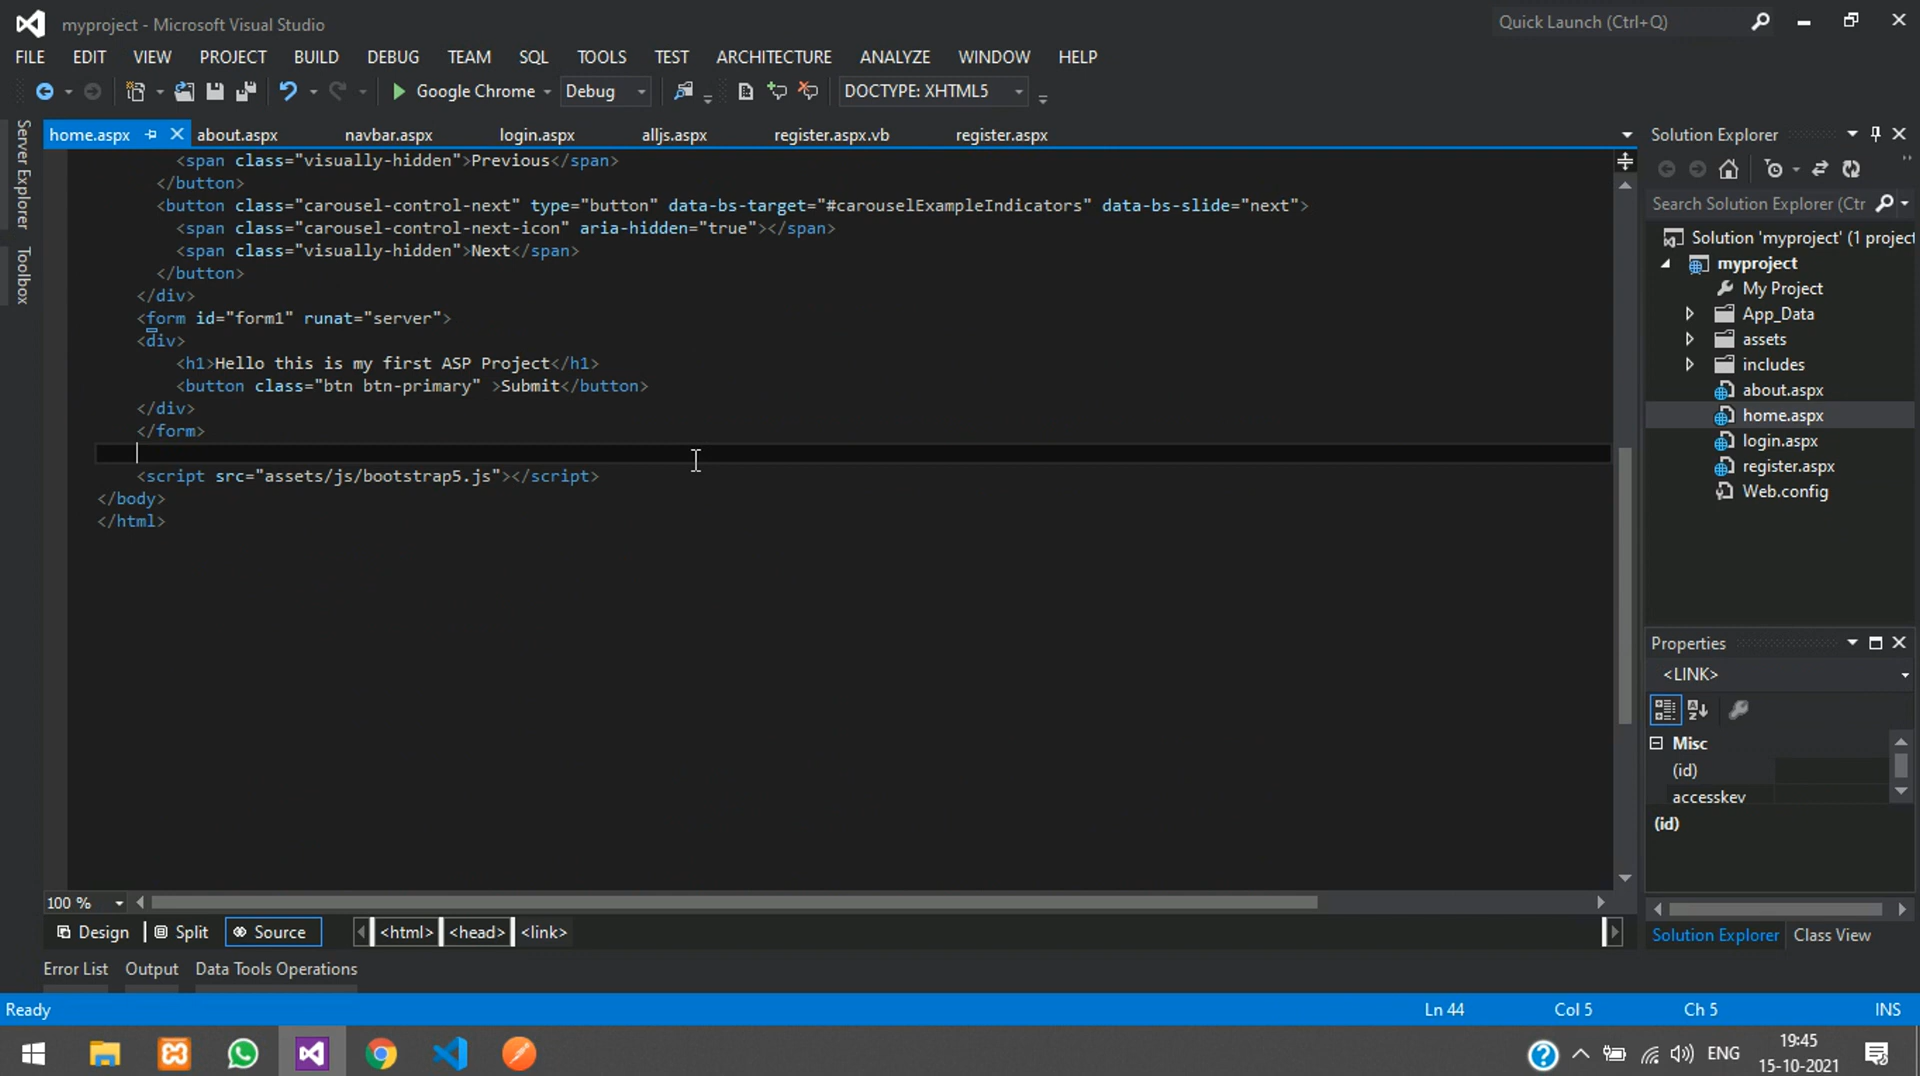 myproject - Microsoft Visual Studio
Quick Launch (Ctrl+Q)
FILE EDIT VIEW PROJECT BUILD DEBUG TEAM SQL TOOLS TEST ARCHITECTURE ANALYZE WINDOW HELP
Google Chrome Debug DOCTYPE: XHTML5
Server Explorer
Toolbox
home.aspx about.aspx navbar.aspx login.aspx alljs.aspx register.aspx.vb register.aspx
<span class="visually-hidden">Previous</span>
</button>
<button class="carousel-control-next" type="button" data-bs-target="#carouselExampleIndicators" data-bs-slide="next">
<span class="carousel-control-next-icon" aria-hidden="true"></span>
<span class="visually-hidden">Next</span>
</button>
</div>
<form id="form1" runat="server">
<div>
<h1>Hello this is my first ASP Project</h1>
<button class="btn btn-primary" >Submit</button>
</div>
</form>
<script src="assets/js/bootstrap5.js"></script>
</body>
</html>
100 %
Design Split Source <html> <head> <link>
Error List Output Data Tools Operations
Solution Explorer
Search Solution Explorer (Ctr
Solution 'myproject' (1 project
myproject
My Project
App_Data
assets
includes
about.aspx
home.aspx
login.aspx
register.aspx
Web.config
Properties
<LINK>
Misc
(id)
accesskey
(id)
Solution Explorer Class View
Ready Ln 44 Col 5 Ch 5 INS
ENG
19:45
15-10-2021